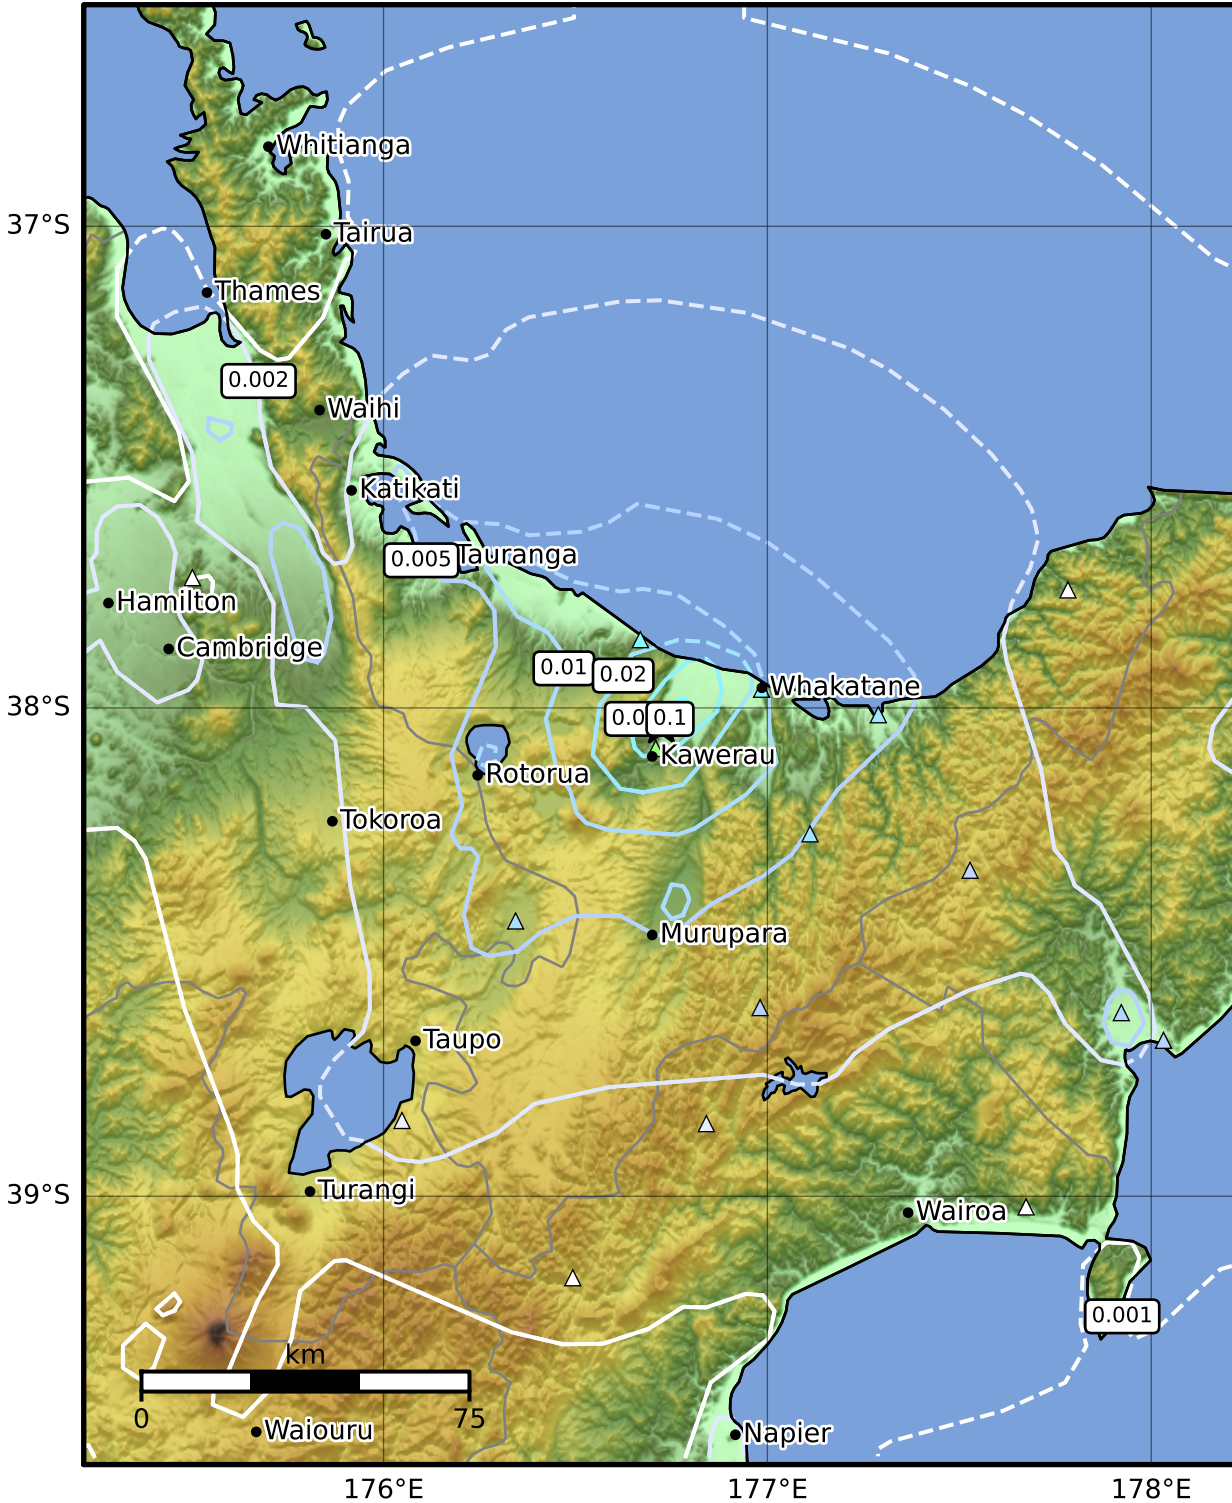 Whitianga
37°S
Tairua
Thames
0.002
Waihi
Katikati
0.005
Tauranga
Hamilton
Cambridge
0.01
0.02
Whakatane
38°S
0.1
Kawerau
Rotorua
Tokoroa
Murupara
Taupo
39°S
Turangi
Wairoa
0.001
km
0
75
Waiouru
Napier
176°E
177°E
178°E